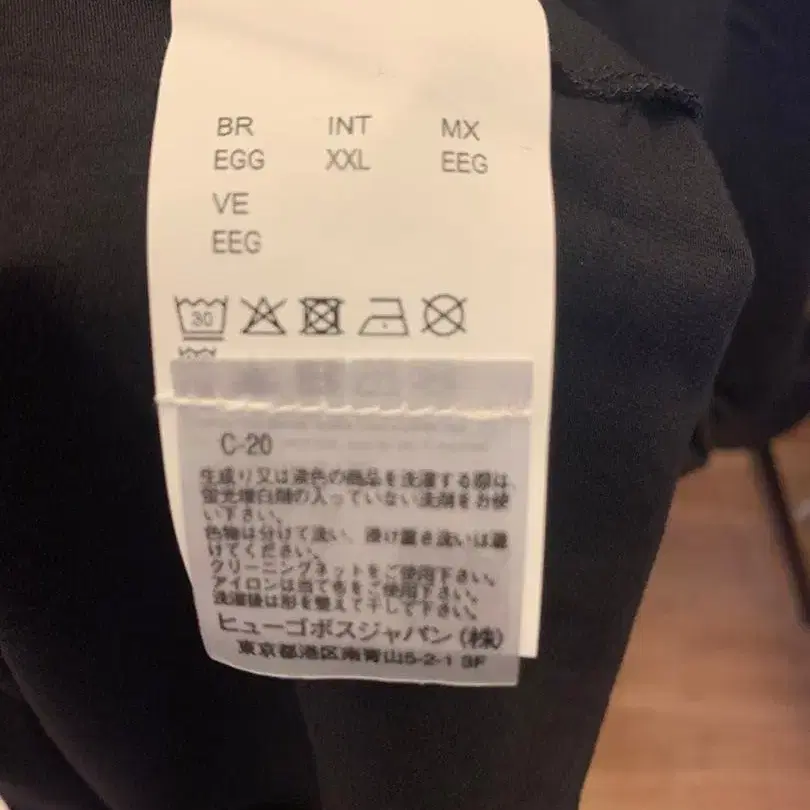 BR INT MX
EGG XXL EEG
VE
EEG
30
C-20
生成り又は淡色の商品を洗濯する際は、
蛍光増白剤の入っていない洗剤をお使
い下さい。
色物は分けて洗い、浸け置き洗いは避
けてください。
クリーニングネットをご使用下さい。
アイロンは当て布をご使用下さい。
洗濯後は形を整えて干して下さい。
ヒューゴボスジャパン(株)
東京都港区南青山5-2-1 3F